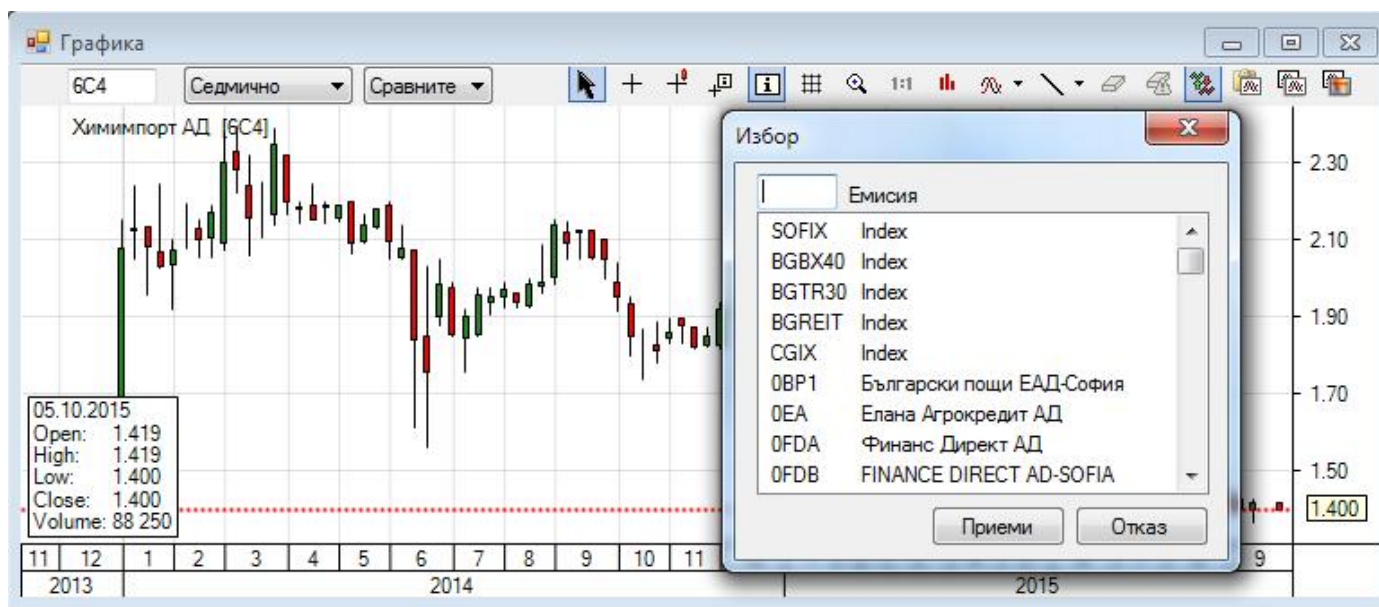 Графика
6C4 Седмично Сравните 1:1
Химимпорт АД [6C4]
Избор
Емисия
SOFIX Index
BGBX40 Index
BGTR30 Index
BGREIT Index
CGIX Index
0BP1 Български пощи ЕАД-София
0EA Елана Агрокредит АД
0FDA Финанс Директ АД
0FDB FINANCE DIRECT AD-SOFIA
Приеми Отказ
2.30
2.10
1.90
1.70
1.50
1.400
05.10.2015
Open: 1.419
High: 1.419
Low: 1.400
Close: 1.400
Volume: 88 250
11 12 1 2 3 4 5 6 7 8 9 10 11 9
2013 2014 2015